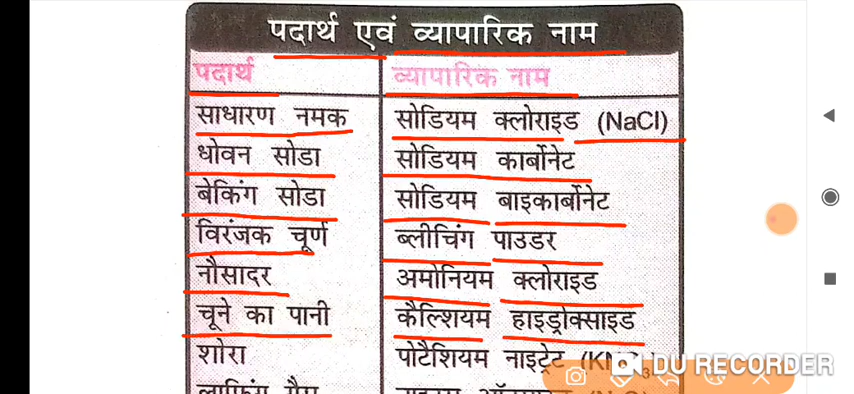 पदार्थ एवं व्यापारिक नाम
पदार्थ व्यापारिक नाम
साधारण नमक सोडियम क्लोराइड (NaCl)
धोवन सोडा सोडियम कार्बोनेट
बेकिंग सोडा सोडियम बाइकार्बोनेट
विरंजक चूर्ण ब्लीचिंग पाउडर
नौसादर अमोनियम क्लोराइड
चूने का पानी कैल्शियम हाइड्रोक्साइड
शोरा पोटैशियम नाइट्रेट
DU RECORDER